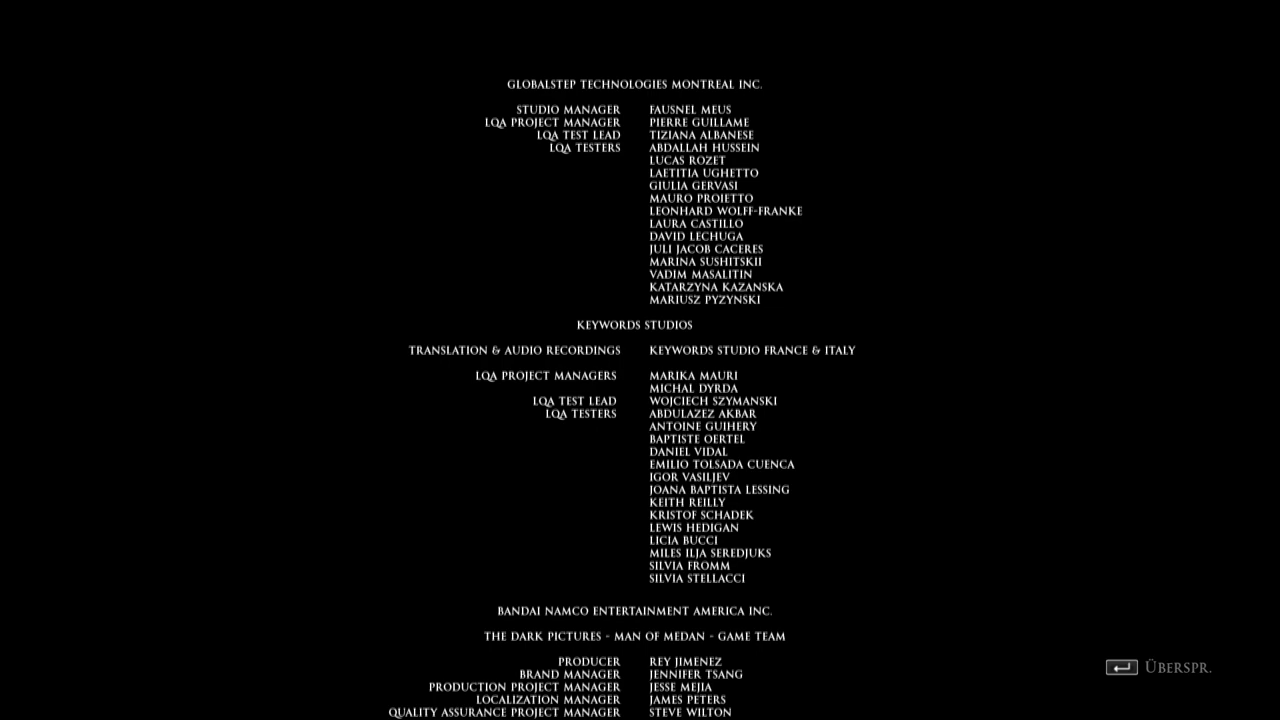 GLOBALSTEP TECHNOLOGIES MONTREAL INC.
STUDIO MANAGER FAUSNEL MEUS
LQA PROJECT MANAGER PIERRE GUILLAME
LQA TEST LEAD TIZIANA ALBANESE
LQA TESTERS ABDALLAH HUSSEIN
LUCAS ROZET
LAETITIA UGHETTO
GIULIA GERVASI
MAURO PROIETTO
LEONHARD WOLFF-FRANKE
LAURA CASTILLO
DAVID LECHUGA
JULI JACOB CACERES
MARINA SUSHITSKII
VADIM MASALITIN
KATARZYNA KAZANSKA
MARIUSZ PYZYNSKI
KEYWORDS STUDIOS
TRANSLATION & AUDIO RECORDINGS KEYWORDS STUDIO FRANCE & ITALY
LQA PROJECT MANAGERS MARIKA MAURI
MICHAL DYRDA
LQA TEST LEAD WOJCIECH SZYMANSKI
LQA TESTERS ABDULAZEZ AKBAR
ANTOINE GUIHERY
BAPTISTE OERTEL
DANIEL VIDAL
EMILIO TOLSADA CUENCA
IGOR VASILJEV
JOANA BAPTISTA LESSING
KEITH REILLY
KRISTOF SCHADEK
LEWIS HEDIGAN
LICIA BUCCI
MILES ILJA SEREDJUKS
SILVIA FROMM
SILVIA STELLACCI
BANDAI NAMCO ENTERTAINMENT AMERICA INC.
THE DARK PICTURES - MAN OF MEDAN - GAME TEAM
PRODUCER REY JIMENEZ
BRAND MANAGER JENNIFER TSANG
PRODUCTION PROJECT MANAGER JESSE MEJIA
LOCALIZATION MANAGER JAMES PETERS
QUALITY ASSURANCE PROJECT MANAGER STEVE WILTON
ÜBERSPR.